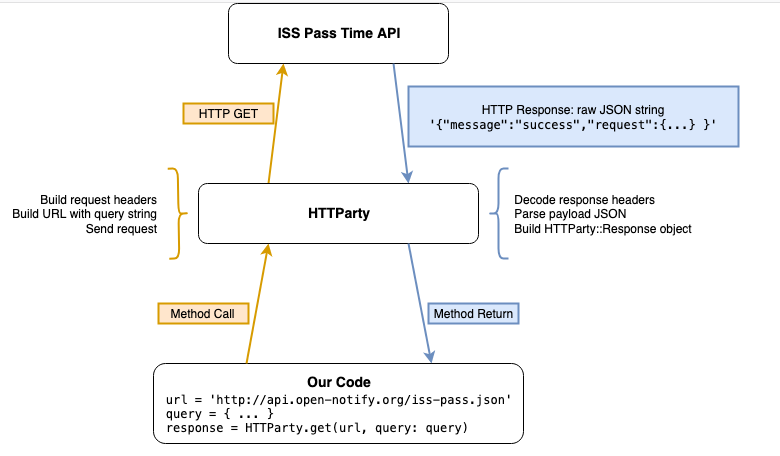 ISS Pass Time API
HTTP GET
HTTP Response: raw JSON string
'{"message":"success","request":{...} }'
Build request headers
Build URL with query string
Send request
HTTParty
Decode response headers
Parse payload JSON
Build HTTParty::Response object
Method Call
Method Return
Our Code
url = 'http://api.open-notify.org/iss-pass.json'
query = { ... }
response = HTTParty.get(url, query: query)